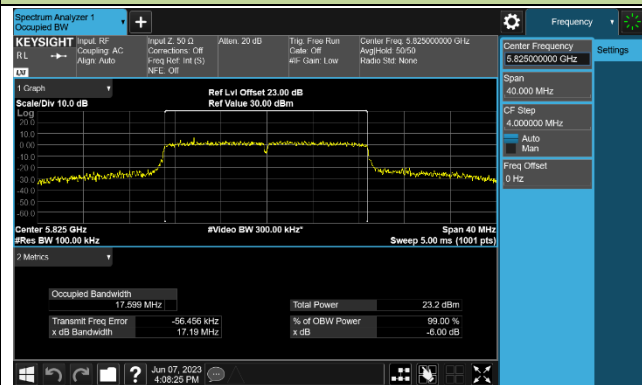 Spectrum Analyzer 1
Occupied BW
Frequency
KEYSIGHT
RL
LXI
Input: RF
Coupling: AC
Align: Auto
Input Z: 50 Ω
Corrections: Off
Freq Ref: Int (S)
NFE: Off
Atten: 20 dB
Trig: Free Run
Gate: Off
#IF Gain: Low
Center Freq: 5.825000000 GHz
Avg|Hold: 50/50
Radio Std: None
Center Frequency
5.825000000 GHz
Settings
Span
40.000 MHz
CF Step
4.000000 MHz
Auto
Man
Freq Offset
0 Hz
1 Graph
Scale/Div 10.0 dB
Ref Lvl Offset 23.00 dB
Ref Value 30.00 dBm
Log
20.0
10.0
0.00
-10.0
-20.0
-30.0
-40.0
-50.0
-60.0
Center 5.825 GHz
#Res BW 100.00 kHz
#Video BW 300.00 kHz*
Span 40 MHz
Sweep 5.00 ms (1001 pts)
2 Metrics
Occupied Bandwidth
17.599 MHz
Total Power 23.2 dBm
Transmit Freq Error -56.456 kHz
% of OBW Power 99.00 %
x dB Bandwidth 17.19 MHz
x dB -6.00 dB
?
Jun 07, 2023
4:08:25 PM